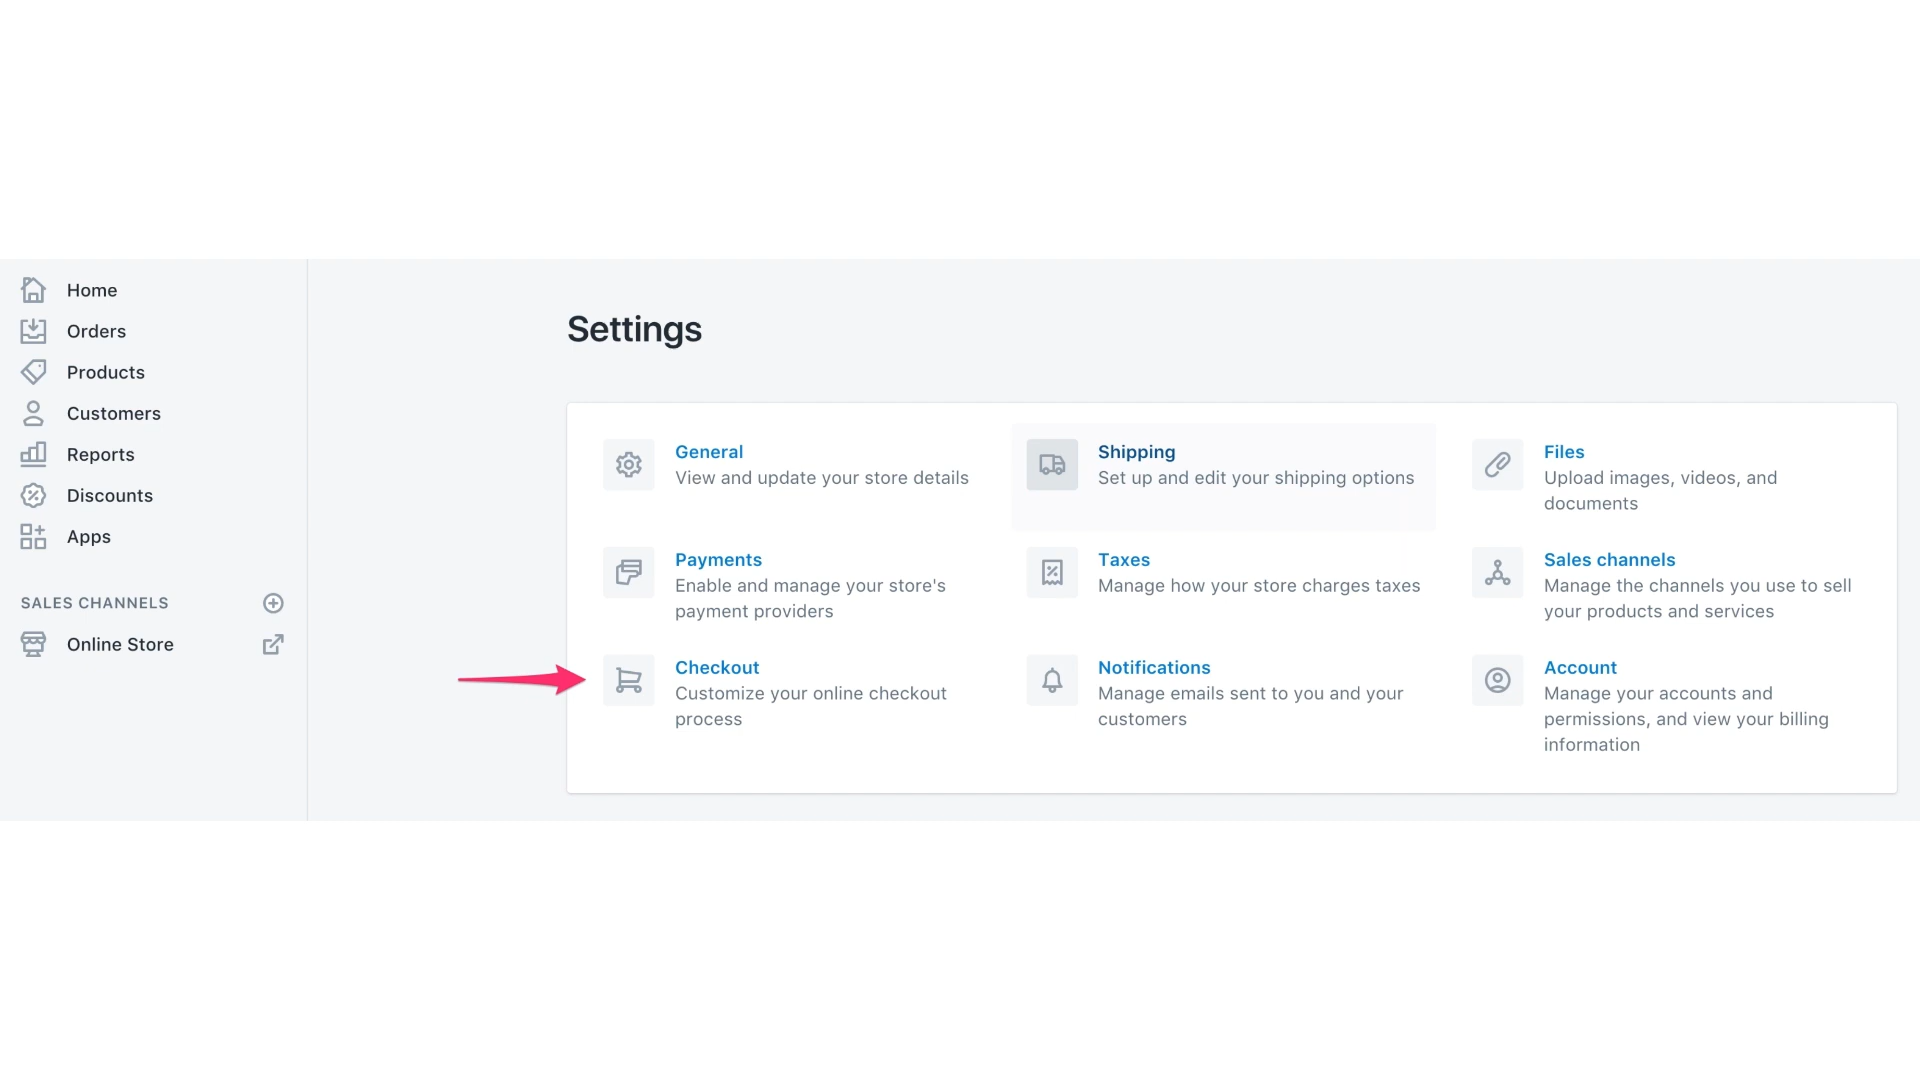 Home
Orders
Products
Customers
Reports
Discounts
Apps
SALES CHANNELS
Online Store
Settings
General
View and update your store details
Shipping
Set up and edit your shipping options
Files
Upload images, videos, and
documents
Payments
Enable and manage your store's
payment providers
Taxes
Manage how your store charges taxes
Sales channels
Manage the channels you use to sell
your products and services
Checkout
Customize your online checkout
process
Notifications
Manage emails sent to you and your
customers
Account
Manage your accounts and
permissions, and view your billing
information